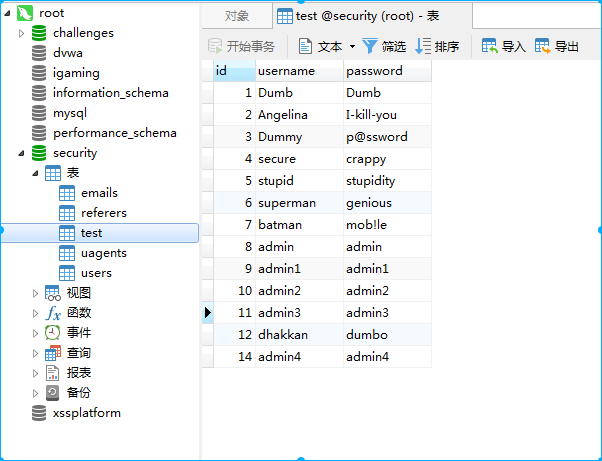 root
challenges
dvwa
igaming
information_schema
mysql
performance_schema
security
表
emails
referers
test
uagents
users
视图
函数
事件
查询
报表
备份
xssplatform
对象 test @security (root) - 表
开始事务 文本 筛选 排序 导入 导出
id username password
1 Dumb Dumb
2 Angelina I-kill-you
3 Dummy p@ssword
4 secure crappy
5 stupid stupidity
6 superman genious
7 batman mob!le
8 admin admin
9 admin1 admin1
10 admin2 admin2
11 admin3 admin3
12 dhakkan dumbo
14 admin4 admin4